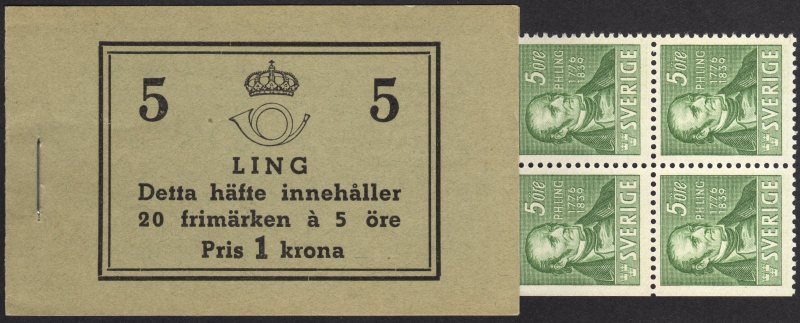 5 5
LING
Detta häfte innehåller
20 frimärken à 5 öre
Pris 1 krona
5 ÖRE
P.H.LING
1776
1839
SVERIGE
5 ÖRE
P.H.LING
1776
1839
SVERIGE
5 ÖRE
P.H.LING
1776
1839
SVERIGE
5 ÖRE
P.H.LING
1776
1839
SVERIGE